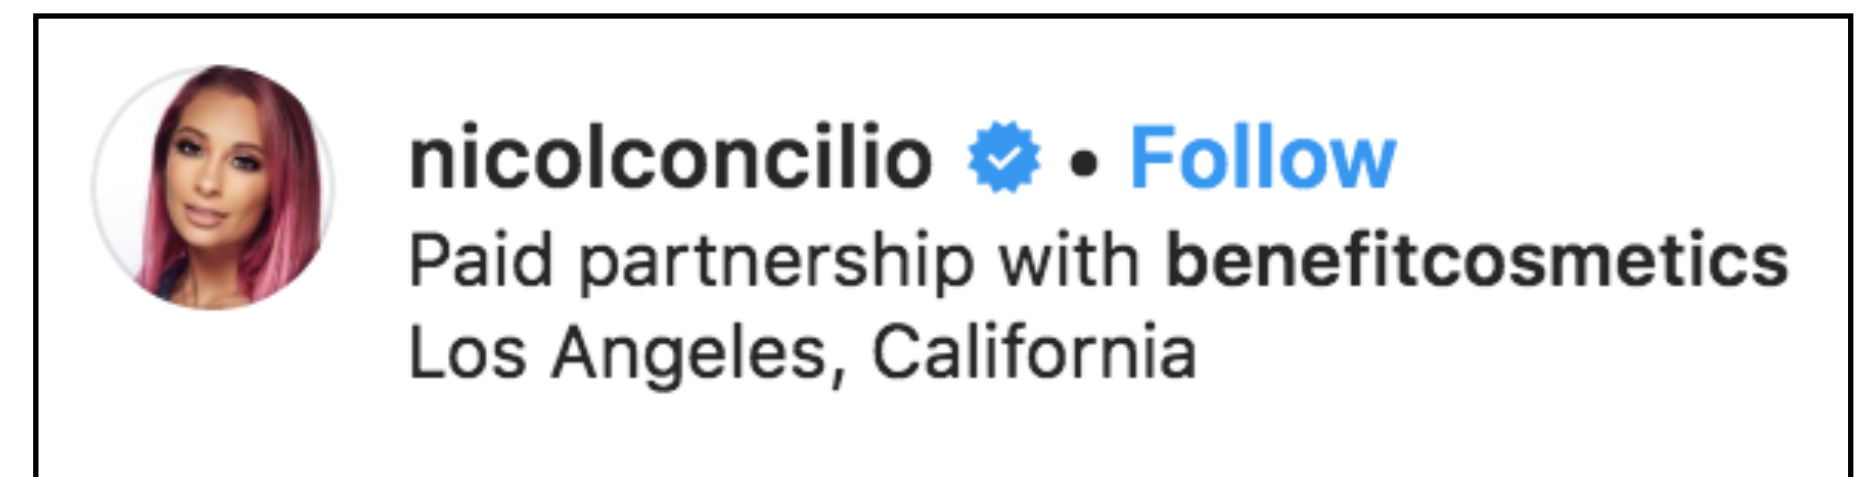 nicolconcilio • Follow
Paid partnership with benefitcosmetics
Los Angeles, California